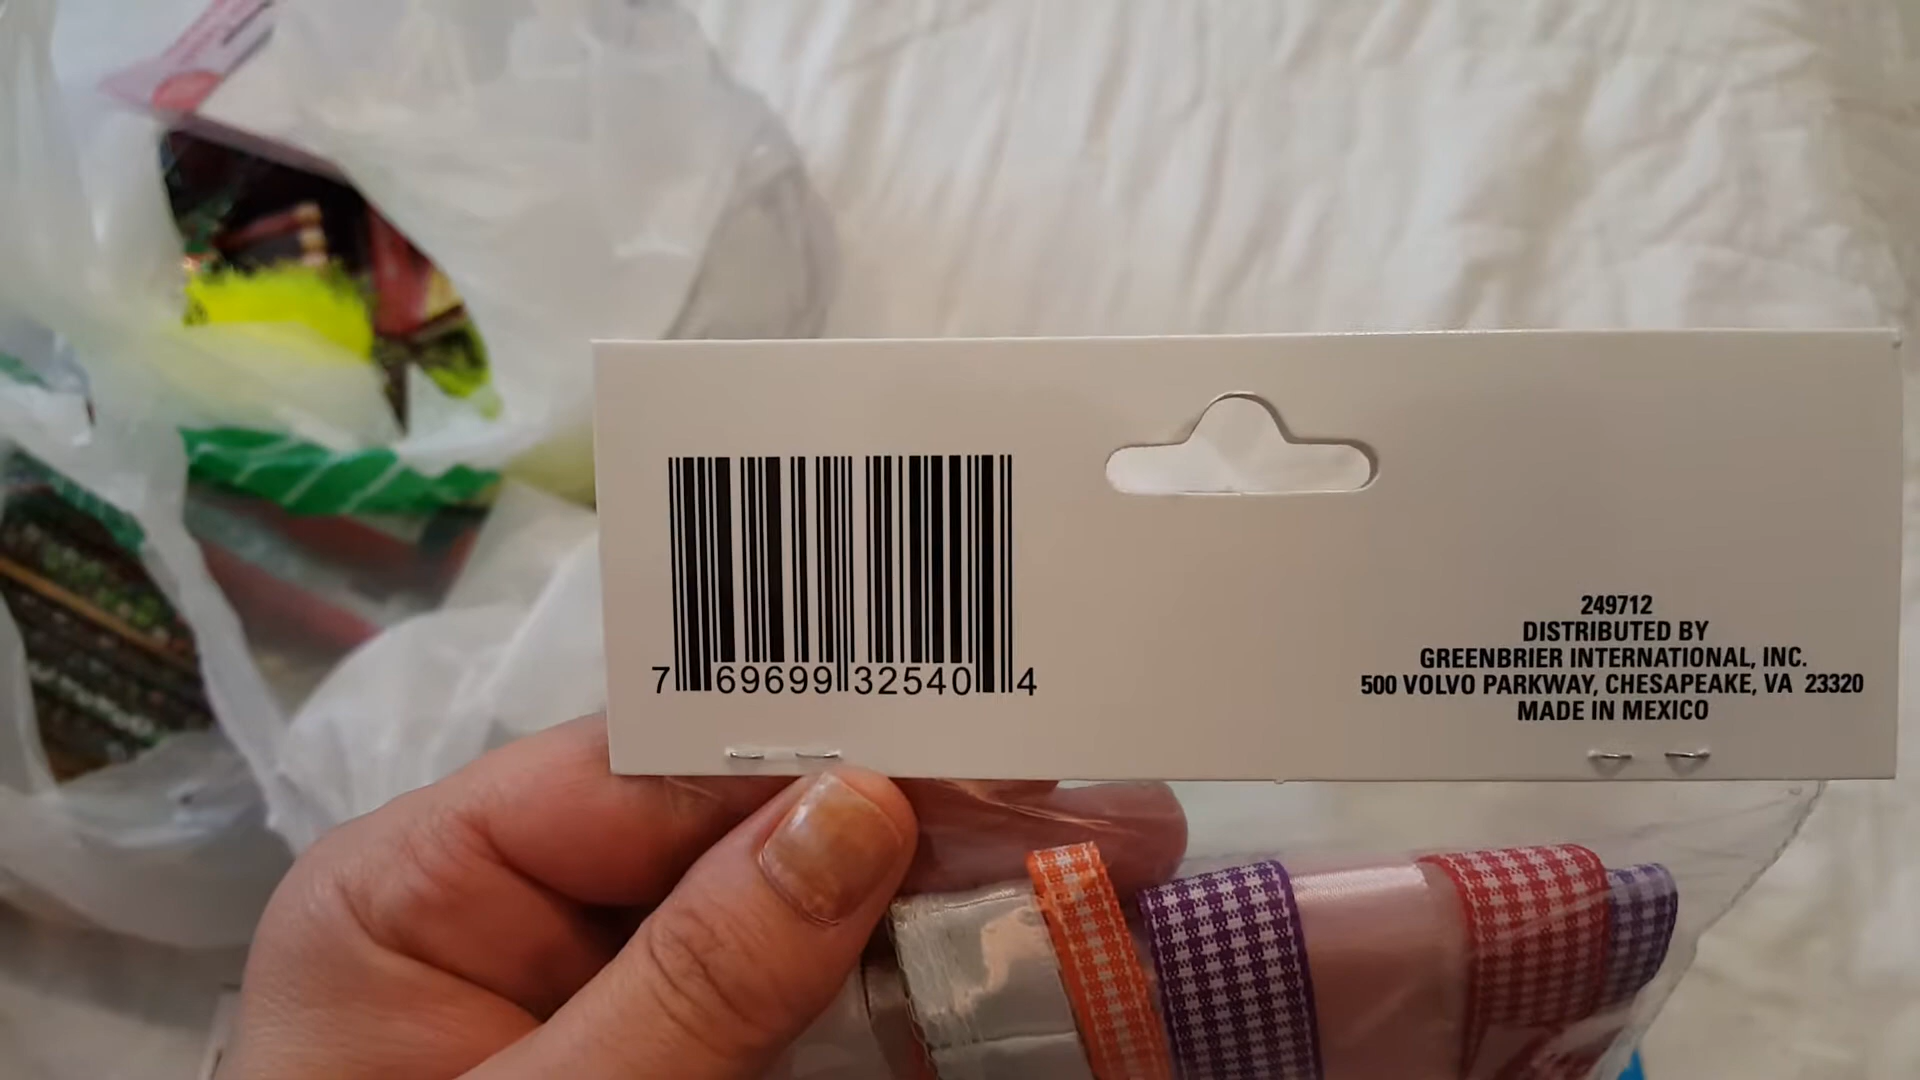 7 69699 32540 4
249712
DISTRIBUTED BY
GREENBRIER INTERNATIONAL, INC.
500 VOLVO PARKWAY, CHESAPEAKE, VA 23320
MADE IN MEXICO